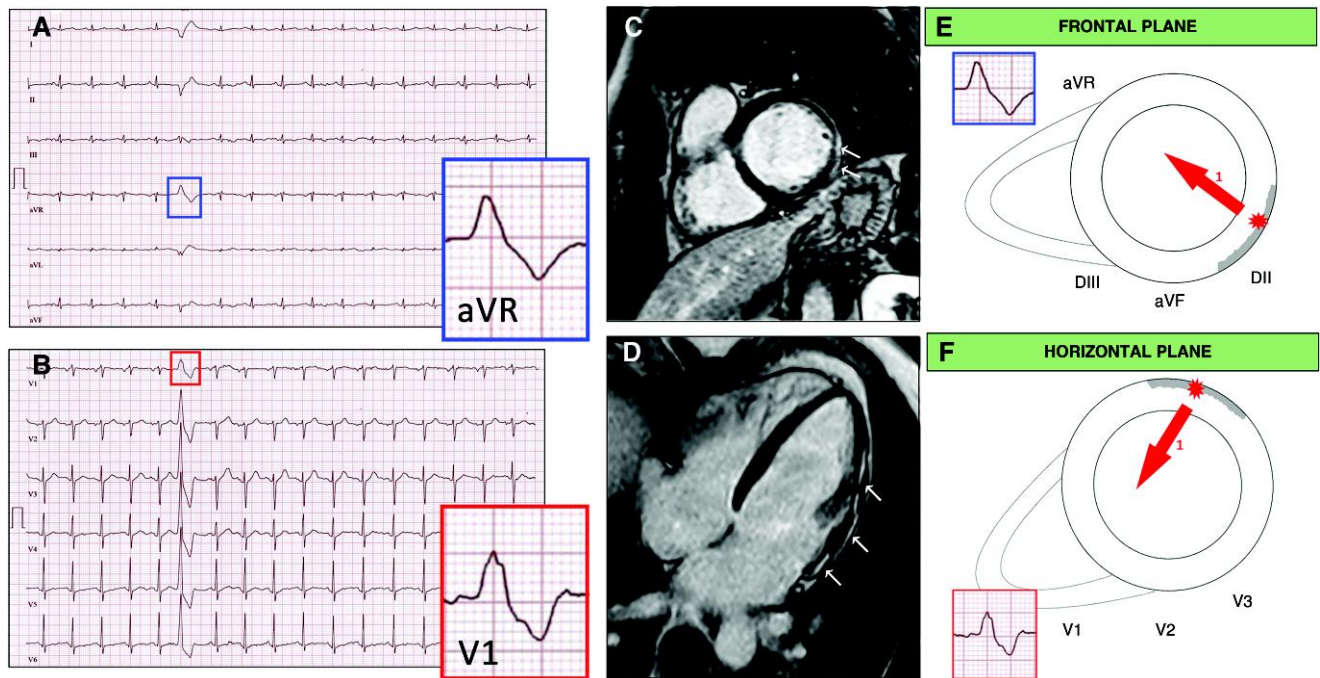 A
I
II
III
aVR
aVL
aVF
aVR
B
V1
V2
V3
V4
V5
V6
V1
C
D
E
FRONTAL PLANE
aVR
1
DIII
aVF
DII
F
HORIZONTAL PLANE
1
V1
V2
V3